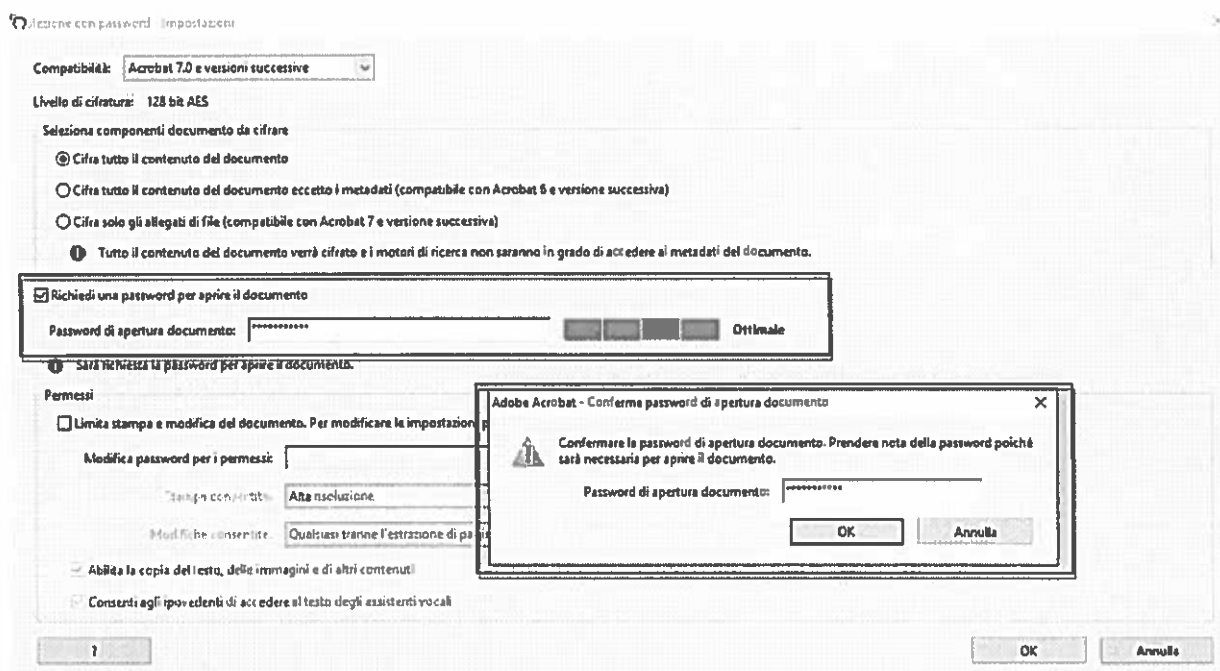 lezione con password - Impostazioni
Compatibilità: Acrobat 7.0 e versioni successive
Livello di cifratura: 128 bit AES
Seleziona componenti documento da cifrare
Cifra tutto il contenuto del documento
Cifra tutto il contenuto del documento eccetto i metadati (compatibile con Acrobat 6 e versione successiva)
Cifra solo gli allegati di file (compatibile con Acrobat 7 e versione successiva)
Tutto il contenuto del documento verrà cifrato e i motori di ricerca non saranno in grado di accedere ai metadati del documento.
Richiedi una password per aprire il documento
Password di apertura documento: *********** Ottimale
Sarà richiesta la password per aprire il documento.
Permessi
Limita stampa e modifica del documento. Per modificare le impostazioni p
Modifica password per i permessi:
Stampa consentita: Alta risoluzione
Modifiche consentite: Qualsiasi tranne l'estrazione di pagi
Abilita la copia del testo, delle immagini e di altri contenuti
Consenti agli ipovedenti di accedere al testo degli assistenti vocali
Adobe Acrobat - Conferma password di apertura documento
Confermare la password di apertura documento. Prendere nota della password poiché
sarà necessaria per aprire il documento.
Password di apertura documento: ***********
OK Annulla
? OK Annulla